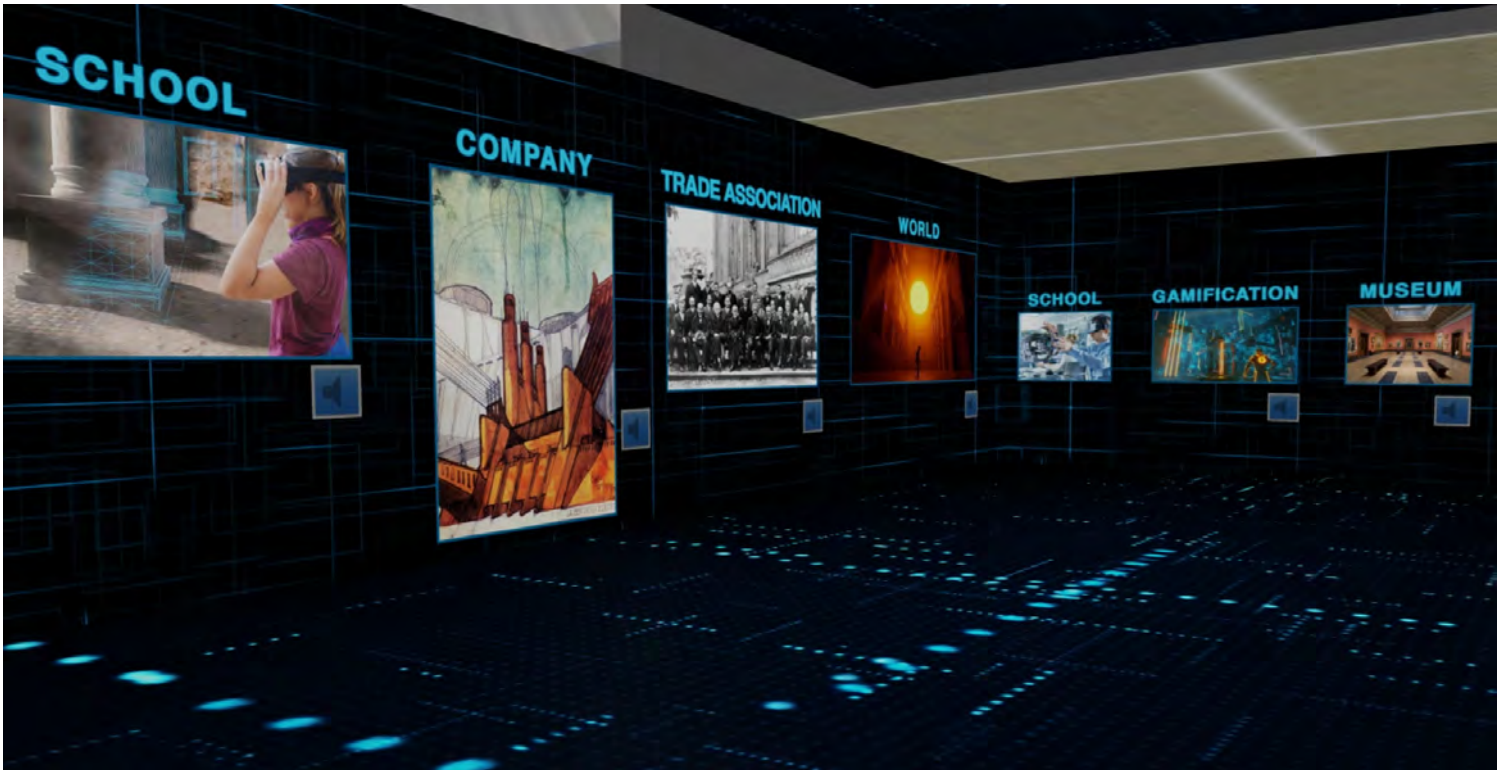 SCHOOL
COMPANY
TRADE ASSOCIATION
WORLD
SCHOOL
GAMIFICATION
MUSEUM